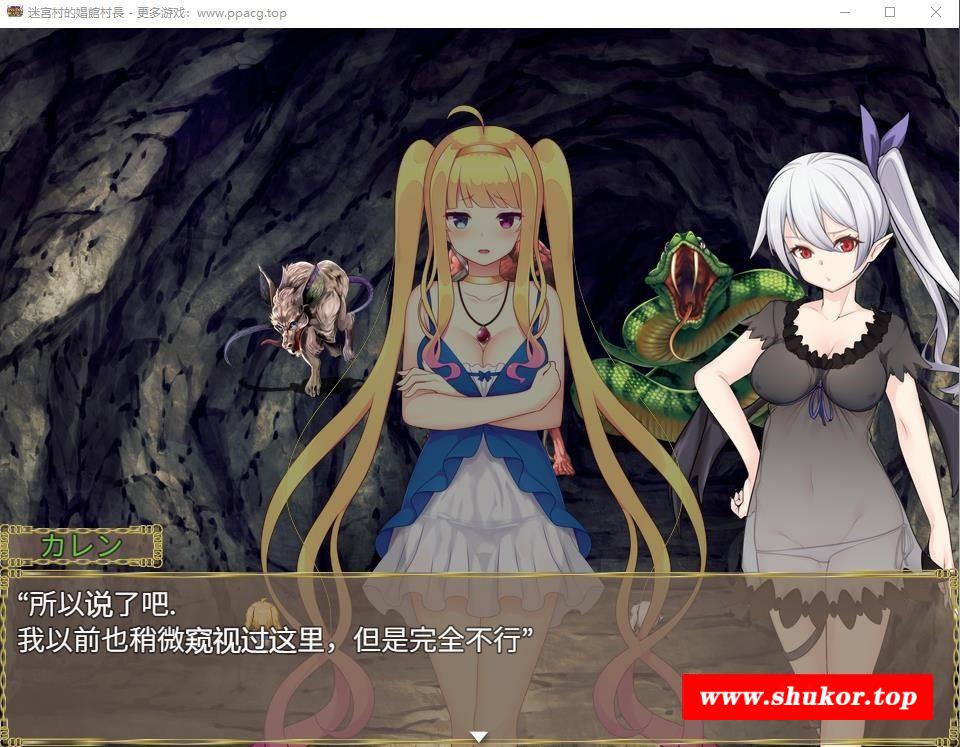 迷宮村的娼館村長 - 更多游戏：www.ppacg.top
カレン
“所以说了吧.
我以前也稍微窥视过这里，但是完全不行”
www.shukor.top